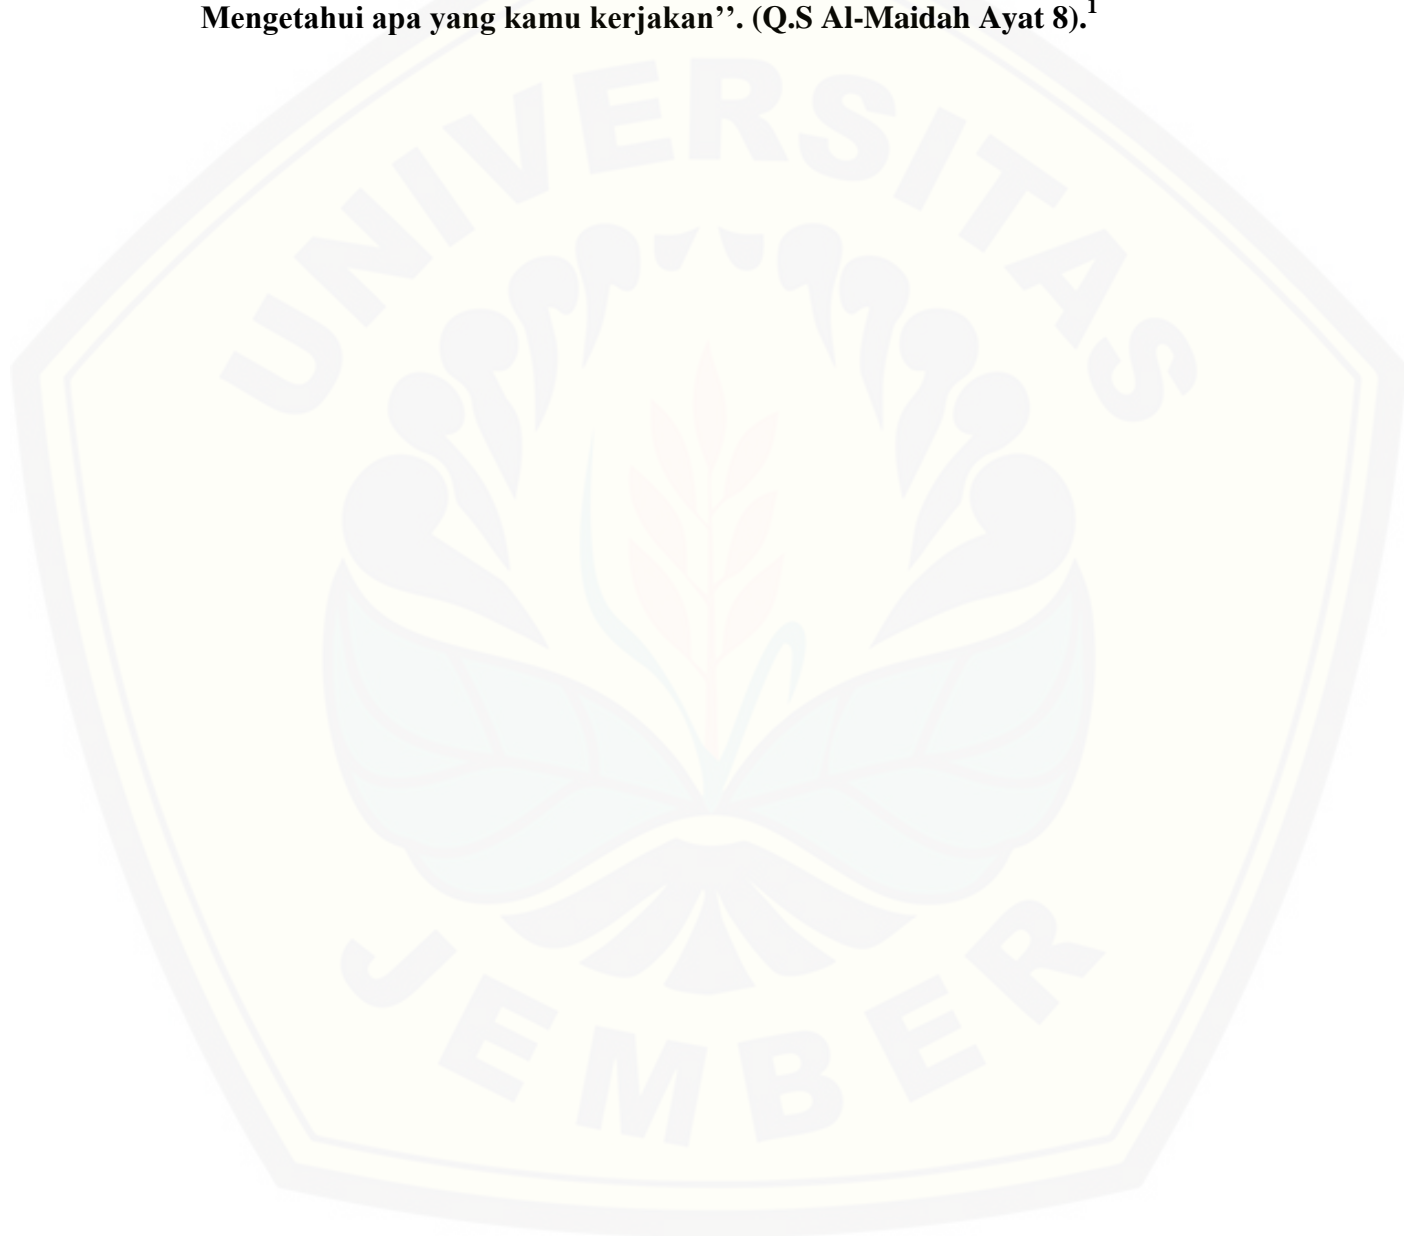 Mengetahui apa yang kamu kerjakan’’. (Q.S Al-Maidah Ayat 8).1
UNIVERSITAS
JEMBER